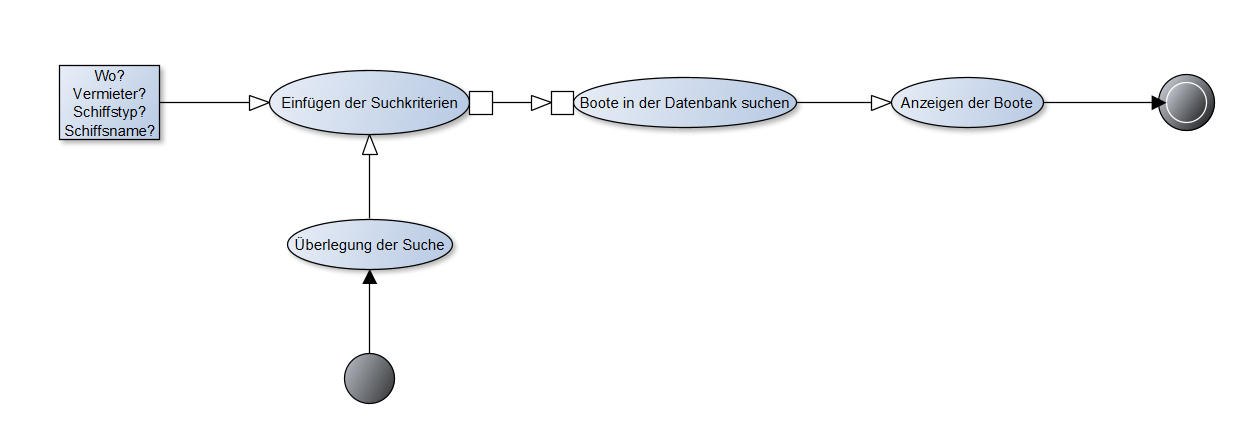 Wo?
Vermieter?
Schiffstyp?
Schiffsname?
Einfügen der Suchkriterien
Boote in der Datenbank suchen
Anzeigen der Boote
Überlegung der Suche